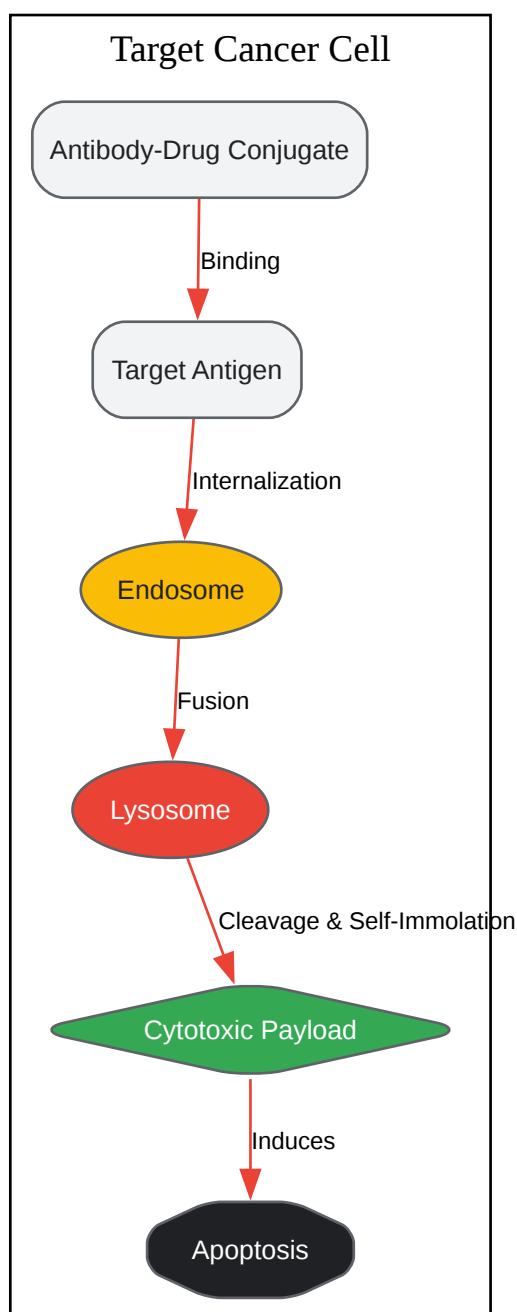 Target Cancer Cell
Antibody-Drug Conjugate
Binding
Target Antigen
Internalization
Endosome
Fusion
Lysosome
Cleavage & Self-Immolation
Cytotoxic Payload
Induces
Apoptosis